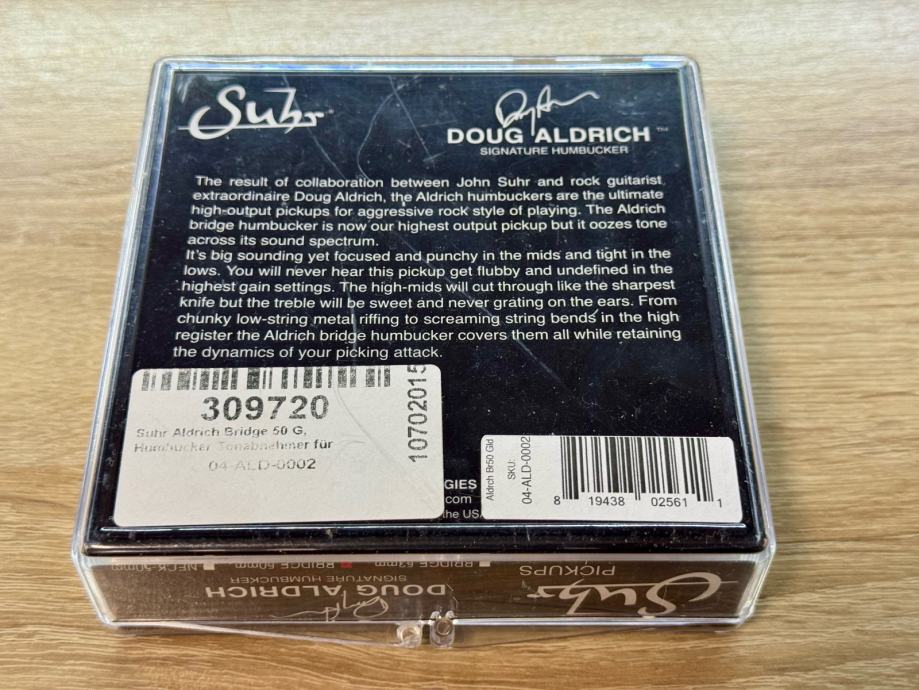 Suhr
DOUG ALDRICH™
SIGNATURE HUMBUCKER
The result of collaboration between John Suhr and rock guitarist
extraordinaire Doug Aldrich, the Aldrich humbuckers are the ultimate
high-output pickups for aggressive rock style of playing. The Aldrich
bridge humbucker is now our highest output pickup but it oozes tone
across its sound spectrum.
It's big sounding yet focused and punchy in the mids and tight in the
lows. You will never hear this pickup get flubby and undefined in the
highest gain settings. The high-mids will cut through like the sharpest
knife but the treble will be sweet and never grating on the ears. From
chunky low-string metal riffing to screaming string bends in the high
register the Aldrich bridge humbucker covers them all while retaining
the dynamics of your picking attack.
309720
Suhr Aldrich Bridge 50 G,
Humbucker Tonabnehmer für
04-ALD-0002
10702015
GIES
com
the USA
Aldrch Br50 Gld
SKU:
04-ALD-0002
8 19438 02561 1
Suhr
PICKUPS
DOUG ALDRICH
SIGNATURE HUMBUCKER
BRIDGE-53mm
BRIDGE-50mm
NECK-50mm